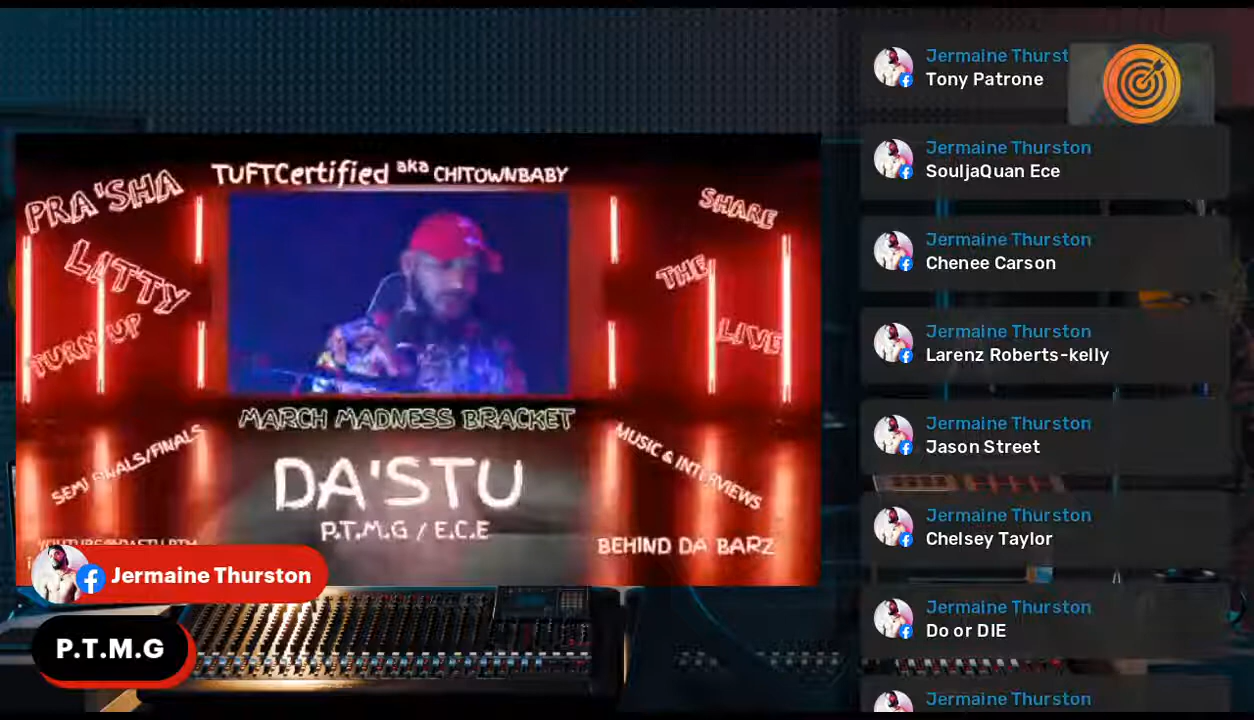 TUFTCertified aka CHITOWNBABY
PRA'SHA
LITTY
TURN UP
SHARE
THE
LIVE
MARCH MADNESS BRACKET
SEMI FINALS/FINALS
DA'STU
P.T.M.G / E.C.E
MUSIC & INTERVIEWS
BEHIND DA BARZ
Jermaine Thurston
P.T.M.G
Jermaine Thurst
Tony Patrone
Jermaine Thurston
SouljaQuan Ece
Jermaine Thurston
Chenee Carson
Jermaine Thurston
Larenz Roberts-kelly
Jermaine Thurston
Jason Street
Jermaine Thurston
Chelsey Taylor
Jermaine Thurston
Do or DIE
Jermaine Thurston